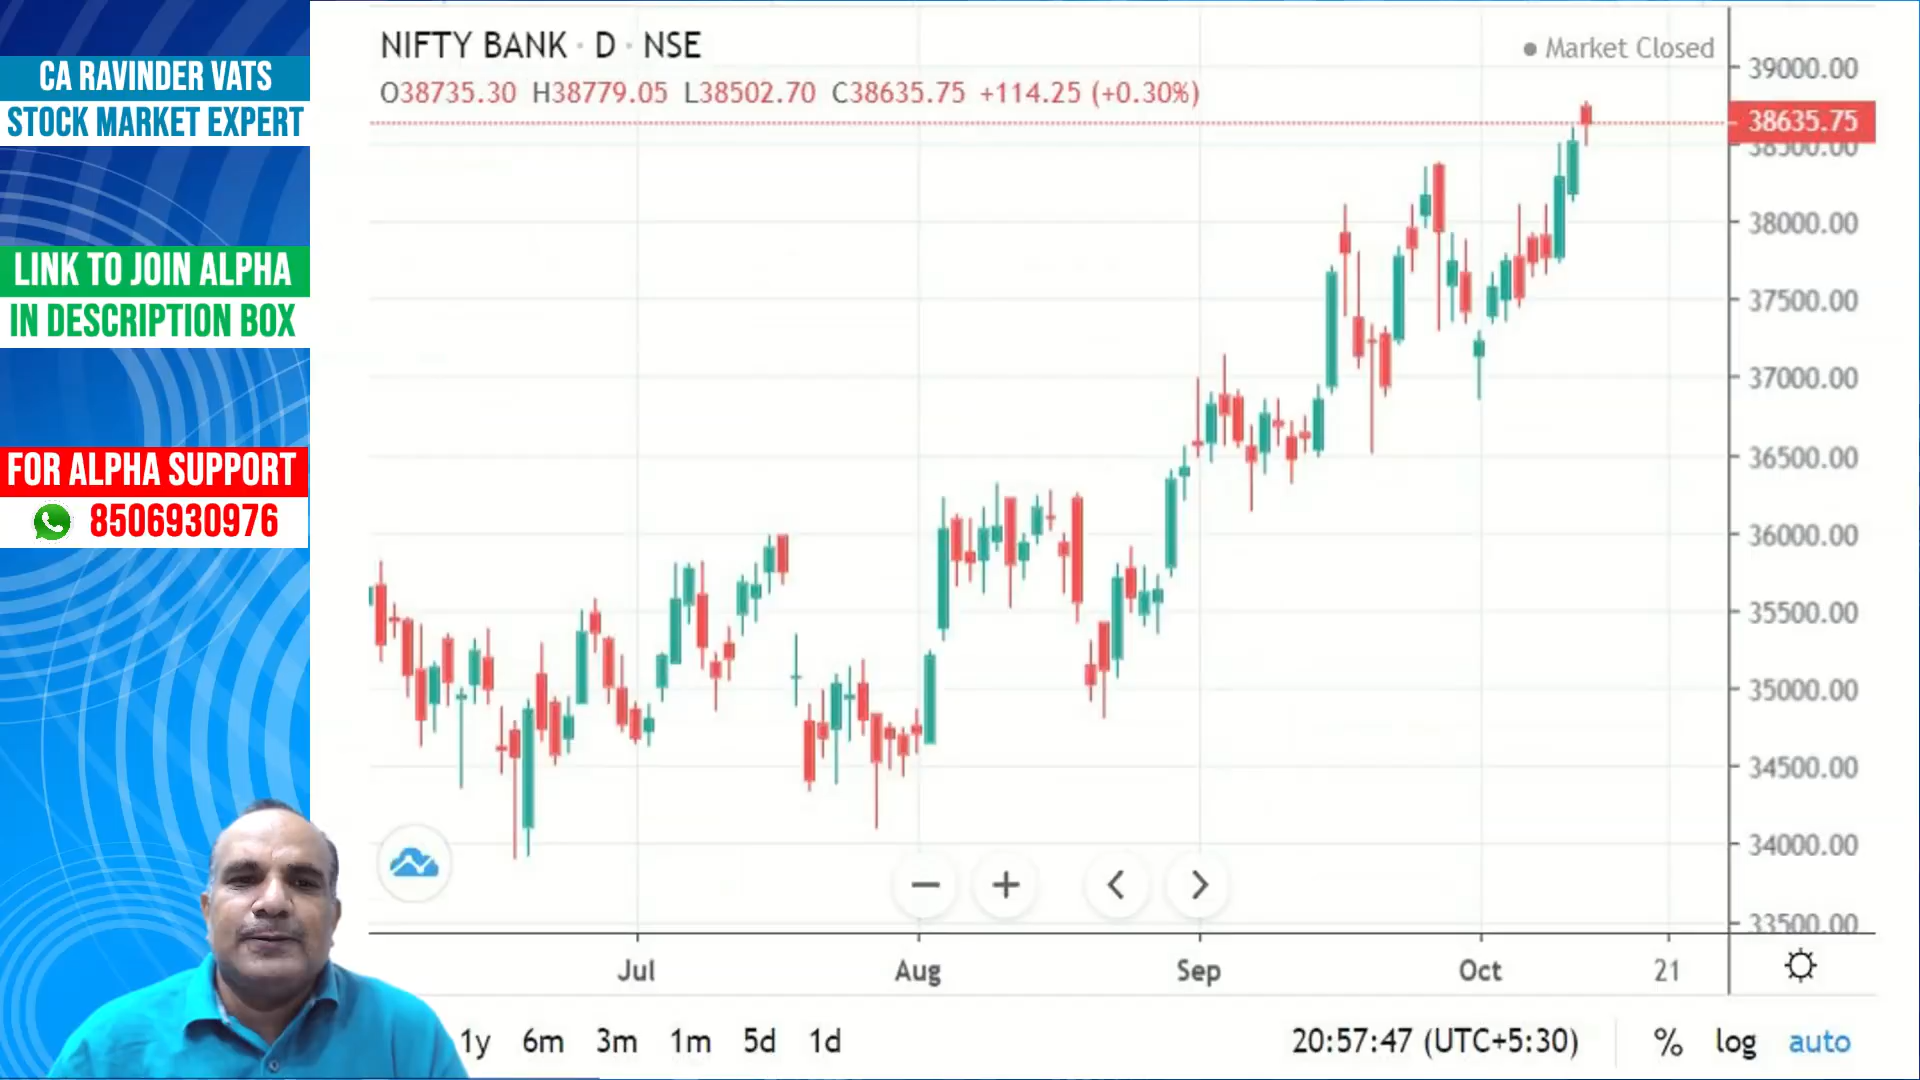 CA RAVINDER VATS
STOCK MARKET EXPERT
LINK TO JOIN ALPHA
IN DESCRIPTION BOX
FOR ALPHA SUPPORT
8506930976
NIFTY BANK · D · NSE
Market Closed
O38735.30 H38779.05 L38502.70 C38635.75 +114.25 (+0.30%)
39000.00
38635.75
38500.00
38000.00
37500.00
37000.00
36500.00
36000.00
35500.00
35000.00
34500.00
34000.00
33500.00
Jul Aug Sep Oct 21
1y 6m 3m 1m 5d 1d
20:57:47 (UTC+5:30) % log auto